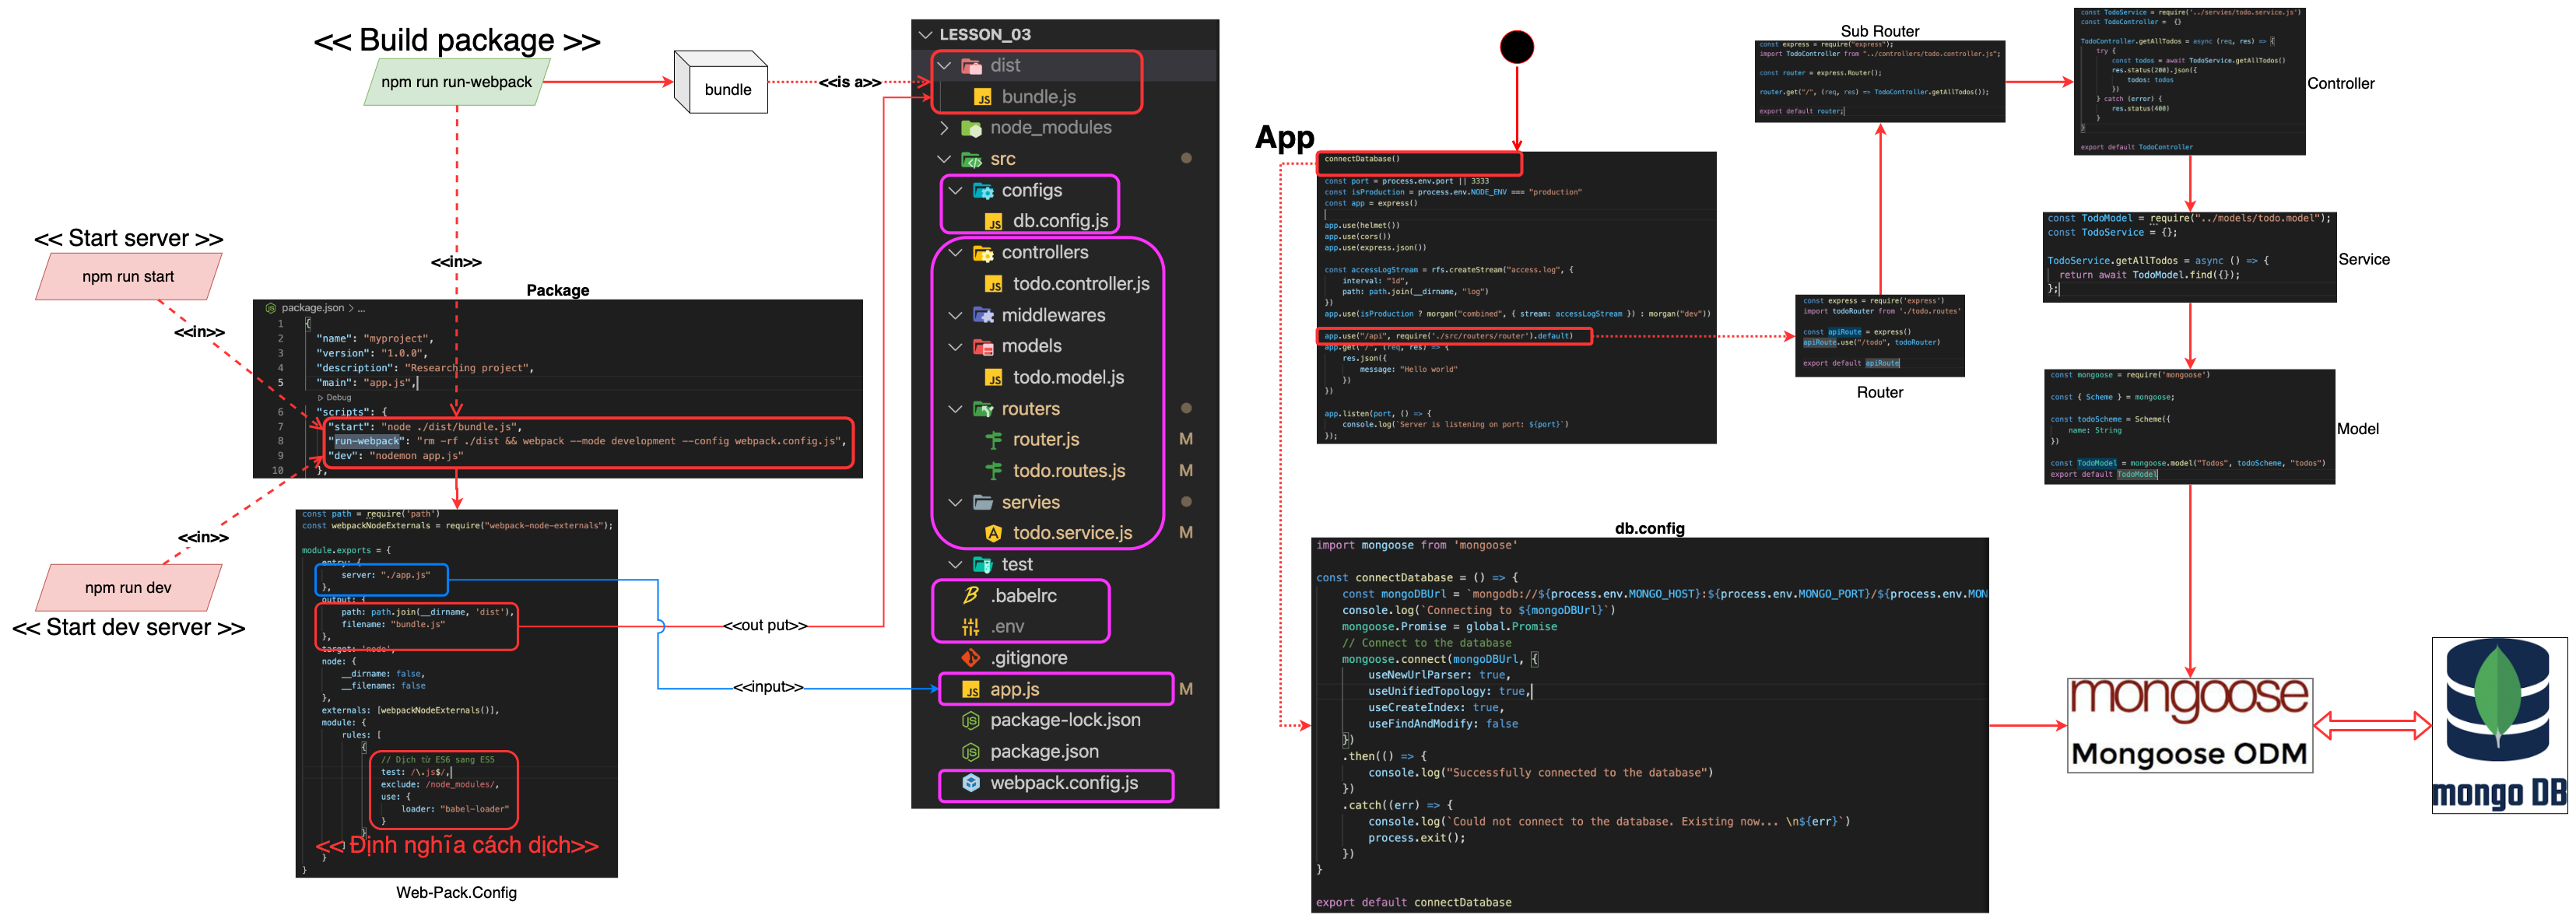 << Build package >>
npm run run-webpack
bundle
<<is a>>
<< Start server >>
npm run start
<<in>>
<<in>>
<<in>>
npm run dev
<< Start dev server >>
Package
package.json > ...
1 {
2 "name": "myproject",
3 "version": "1.0.0",
4 "description": "Researching project",
5 "main": "app.js",
Debug
6 "scripts": {
7 "start": "node ./dist/bundle.js",
8 "run-webpack": "rm -rf ./dist && webpack --mode development --config webpack.config.js",
9 "dev": "nodemon app.js"
10 },
const path = require('path')
const webpackNodeExternals = require("webpack-node-externals");
module.exports = {
entry: {
server: "./app.js"
},
output: {
path: path.join(__dirname, 'dist'),
filename: "bundle.js"
},
target: 'node',
node: {
__dirname: false,
__filename: false
},
externals: [webpackNodeExternals()],
module: {
rules: [
{
// Dịch từ ES6 sang ES5
test: /\.js$/,
exclude: /node_modules/,
use: {
loader: "babel-loader"
}
}
<< Định nghĩa cách dịch>>
]
}
}
Web-Pack.Config
<<out put>>
<<input>>
LESSON_03
dist
bundle.js
node_modules
src
configs
db.config.js
controllers
todo.controller.js
middlewares
models
todo.model.js
routers
router.js M
todo.routes.js M
servies
todo.service.js M
test
.babelrc
.env
.gitignore
app.js M
package-lock.json
package.json
webpack.config.js
App
connectDatabase()
const port = process.env.port || 3333
const isProduction = process.env.NODE_ENV === "production"
const app = express()
app.use(helmet())
app.use(cors())
app.use(express.json())
const accessLogStream = rfs.createStream("access.log", {
interval: "1d",
path: path.join(__dirname, "log")
})
app.use(isProduction ? morgan("combined", { stream: accessLogStream }) : morgan("dev"))
app.use("/api", require('./src/routers/router').default)
app.get("/", (req, res) => {
res.json({
message: "Hello world"
})
})
app.listen(port, () => {
console.log(`Server is listening on port: ${port}`)
});
Sub Router
const express = require("express");
import TodoController from "../controllers/todo.controller.js";
const router = express.Router();
router.get("/", (req, res) => TodoController.getAllTodos());
export default router;
const express = require('express')
import todoRouter from './todo.routes'
const apiRoute = express()
apiRoute.use("/todo", todoRouter)
export default apiRoute
Router
const TodoService = require('../servies/todo.service.js')
const TodoController = {}
TodoController.getAllTodos = async (req, res) => {
try {
const todos = await TodoService.getAllTodos()
res.status(200).json({
todos: todos
})
} catch (error) {
res.status(400)
}
}
export default TodoController
Controller
const TodoModel = require("../models/todo.model");
const TodoService = {};
TodoService.getAllTodos = async () => {
return await TodoModel.find({});
};
Service
const mongoose = require('mongoose')
const { Scheme } = mongoose;
const todoScheme = Scheme({
name: String
})
const TodoModel = mongoose.model("Todos", todoScheme, "todos")
export default TodoModel
Model
db.config
import mongoose from 'mongoose'
const connectDatabase = () => {
const mongoDBUrl = `mongodb://${process.env.MONGO_HOST}:${process.env.MONGO_PORT}/${process.env.MON
console.log(`Connecting to ${mongoDBUrl}`)
mongoose.Promise = global.Promise
// Connect to the database
mongoose.connect(mongoDBUrl, {
useNewUrlParser: true,
useUnifiedTopology: true,
useCreateIndex: true,
useFindAndModify: false
})
.then(() => {
console.log("Successfully connected to the database")
})
.catch((err) => {
console.log(`Could not connect to the database. Existing now... \n${err}`)
process.exit();
})
}
export default connectDatabase
mongoose
Mongoose ODM
mongo DB